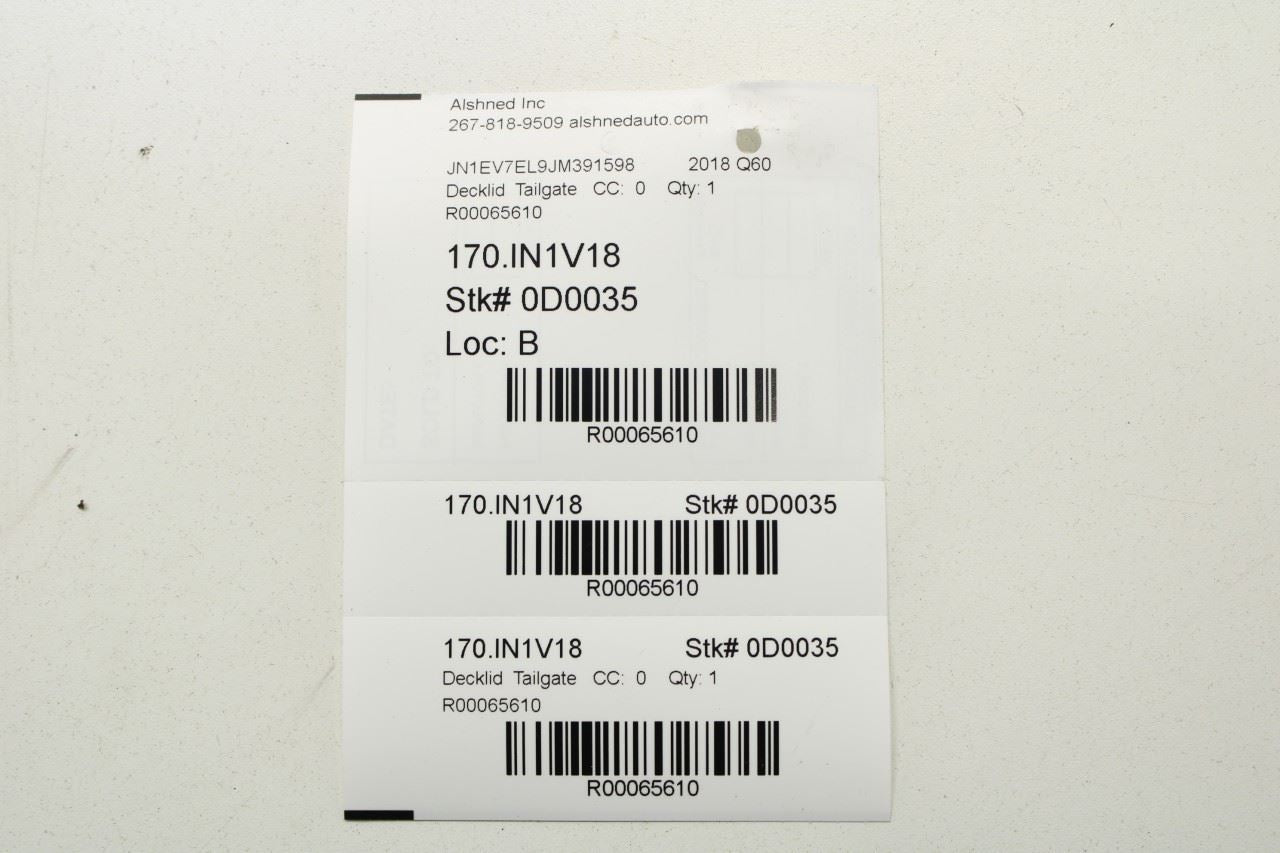 Alshned Inc
267-818-9509 alshnedauto.com
JN1EV7EL9JM391598 2018 Q60
Decklid Tailgate CC: 0 Qty: 1
R00065610
170.IN1V18
Stk# 0D0035
Loc: B
R00065610
170.IN1V18 Stk# 0D0035
R00065610
170.IN1V18 Stk# 0D0035
Decklid Tailgate CC: 0 Qty: 1
R00065610
R00065610